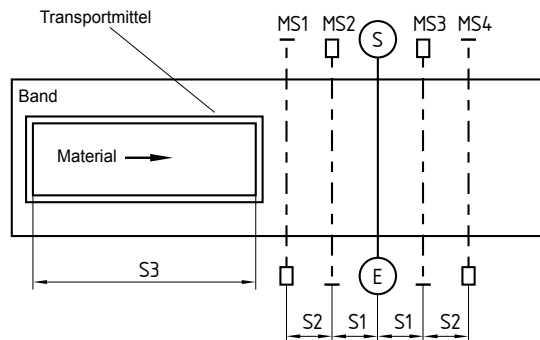 Transportmittel
MS1 MS2 S MS3 MS4
Band
Material
S3
E
S2 S1 S1 S2